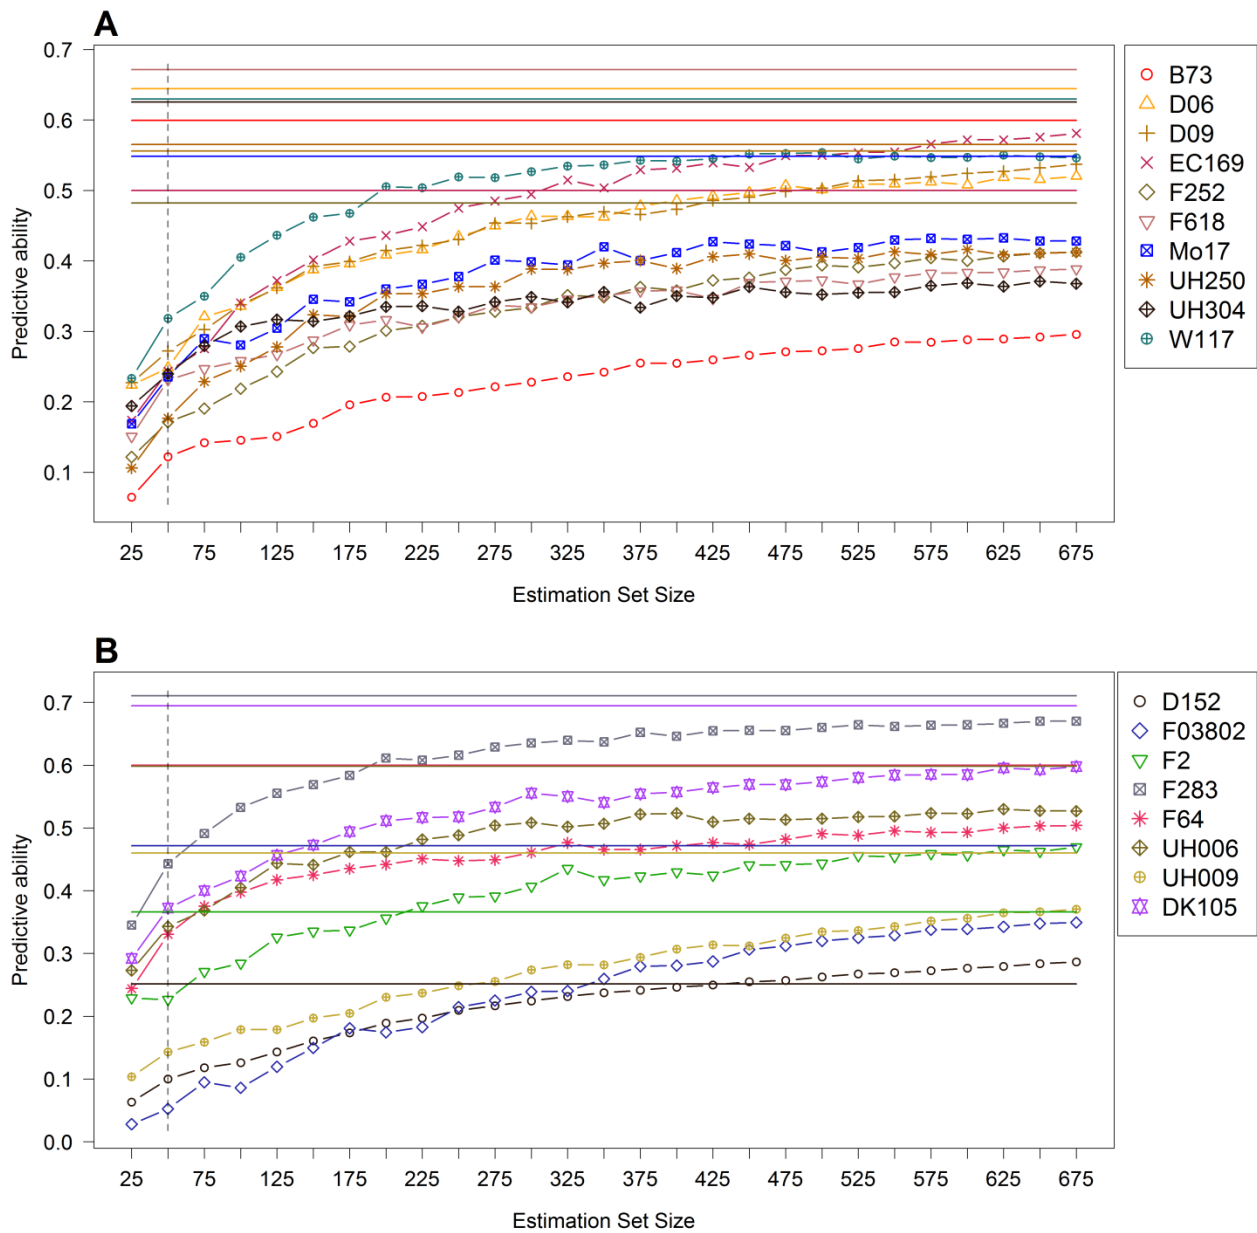 A
0.7
0.6
0.5
0.4
0.3
0.2
0.1
Predictive ability
25 75 125 175 225 275 325 375 425 475 525 575 625 675
Estimation Set Size
B73
D06
D09
EC169
F252
F618
Mo17
UH250
UH304
W117
B
0.7
0.6
0.5
0.4
0.3
0.2
0.1
0.0
Predictive ability
25 75 125 175 225 275 325 375 425 475 525 575 625 675
Estimation Set Size
D152
F03802
F2
F283
F64
UH006
UH009
DK105